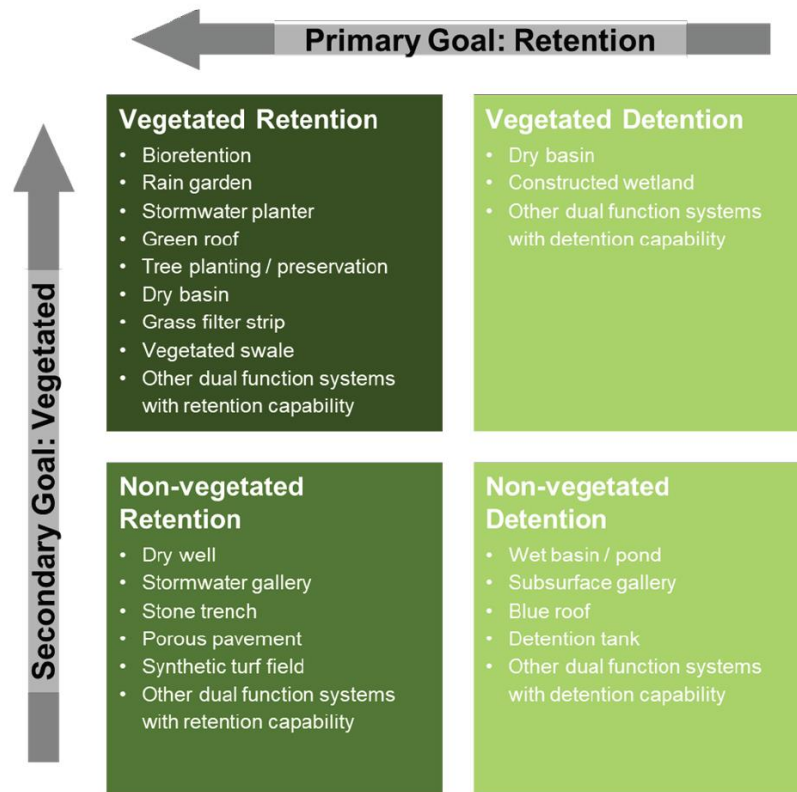 Primary Goal: Retention
Secondary Goal: Vegetated
Vegetated Retention
• Bioretention
• Rain garden
• Stormwater planter
• Green roof
• Tree planting / preservation
• Dry basin
• Grass filter strip
• Vegetated swale
• Other dual function systems
with retention capability
Vegetated Detention
• Dry basin
• Constructed wetland
• Other dual function systems
with detention capability
Non-vegetated
Retention
• Dry well
• Stormwater gallery
• Stone trench
• Porous pavement
• Synthetic turf field
• Other dual function systems
with retention capability
Non-vegetated
Detention
• Wet basin / pond
• Subsurface gallery
• Blue roof
• Detention tank
• Other dual function systems
with detention capability